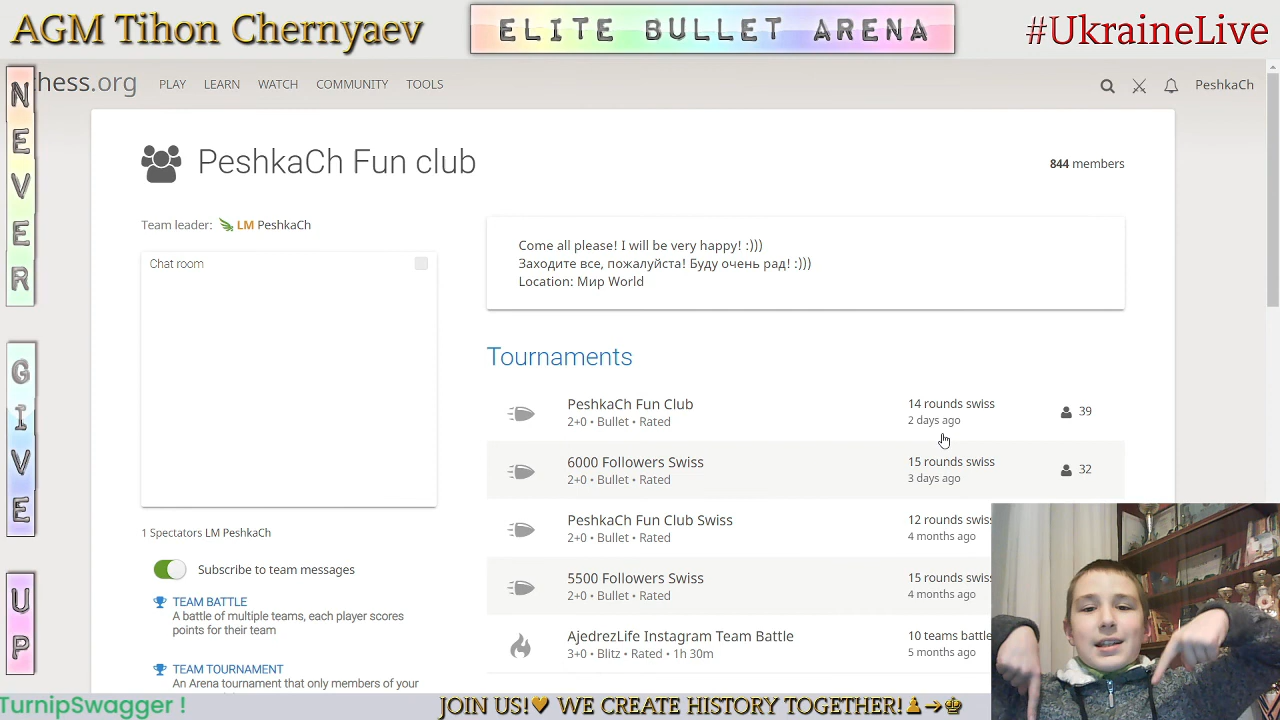 AGM Tihon Chernyaev
ELITE BULLET ARENA
#UkraineLive
hess.org
PLAY
LEARN
WATCH
COMMUNITY
TOOLS
PeshkaCh
NEVER
GIVE
UP
PeshkaCh Fun club
844 members
Team leader: LM PeshkaCh
Chat room
Come all please! I will be very happy! :)))
Заходите все, пожалуйста! Буду очень рад! :)))
Location: Мир World
Tournaments
PeshkaCh Fun Club
2+0 • Bullet • Rated
14 rounds swiss
2 days ago
39
6000 Followers Swiss
2+0 • Bullet • Rated
15 rounds swiss
3 days ago
32
PeshkaCh Fun Club Swiss
2+0 • Bullet • Rated
12 rounds swiss
4 months ago
5500 Followers Swiss
2+0 • Bullet • Rated
15 rounds swiss
4 months ago
AjedrezLife Instagram Team Battle
3+0 • Blitz • Rated • 1h 30m
10 teams battle
5 months ago
1 Spectators LM PeshkaCh
Subscribe to team messages
TEAM BATTLE
A battle of multiple teams, each player scores
points for their team
TEAM TOURNAMENT
An Arena tournament that only members of your
TurnipSwagger !
JOIN US!♥ WE CREATE HISTORY TOGETHER!♟→♚